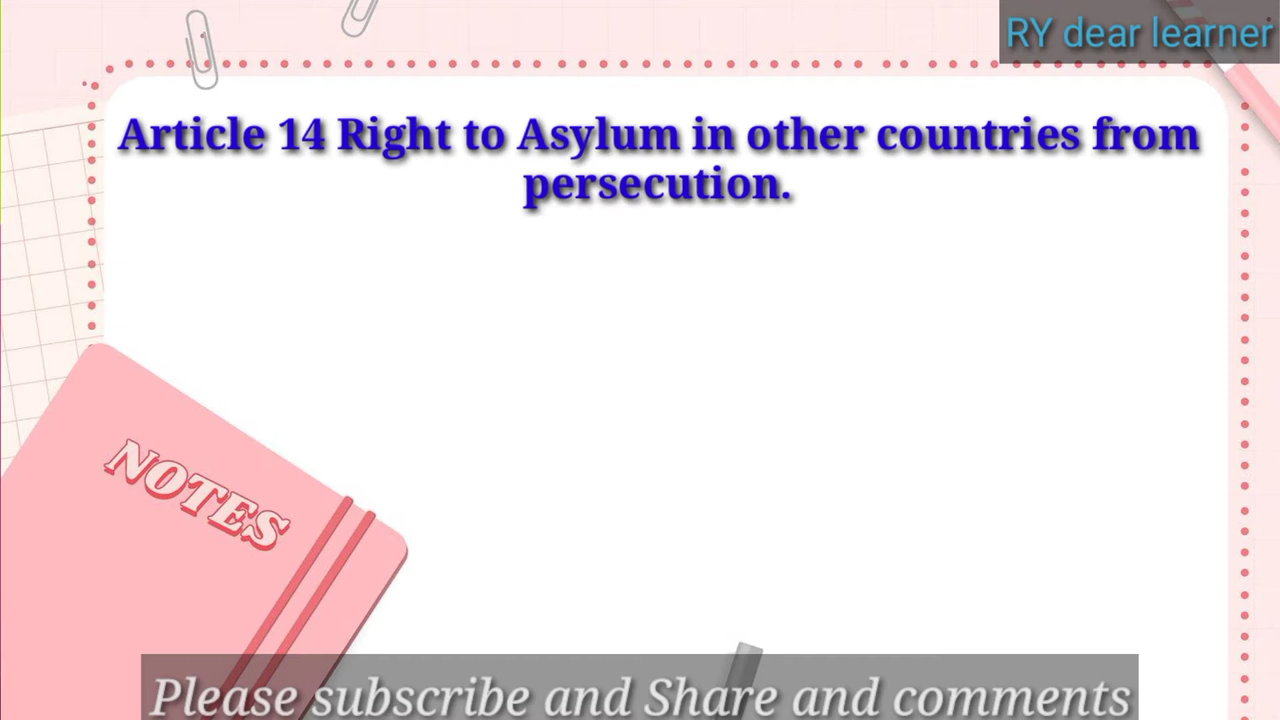 RY dear learner
Article 14 Right to Asylum in other countries from
persecution.
NOTES
Please subscribe and Share and comments